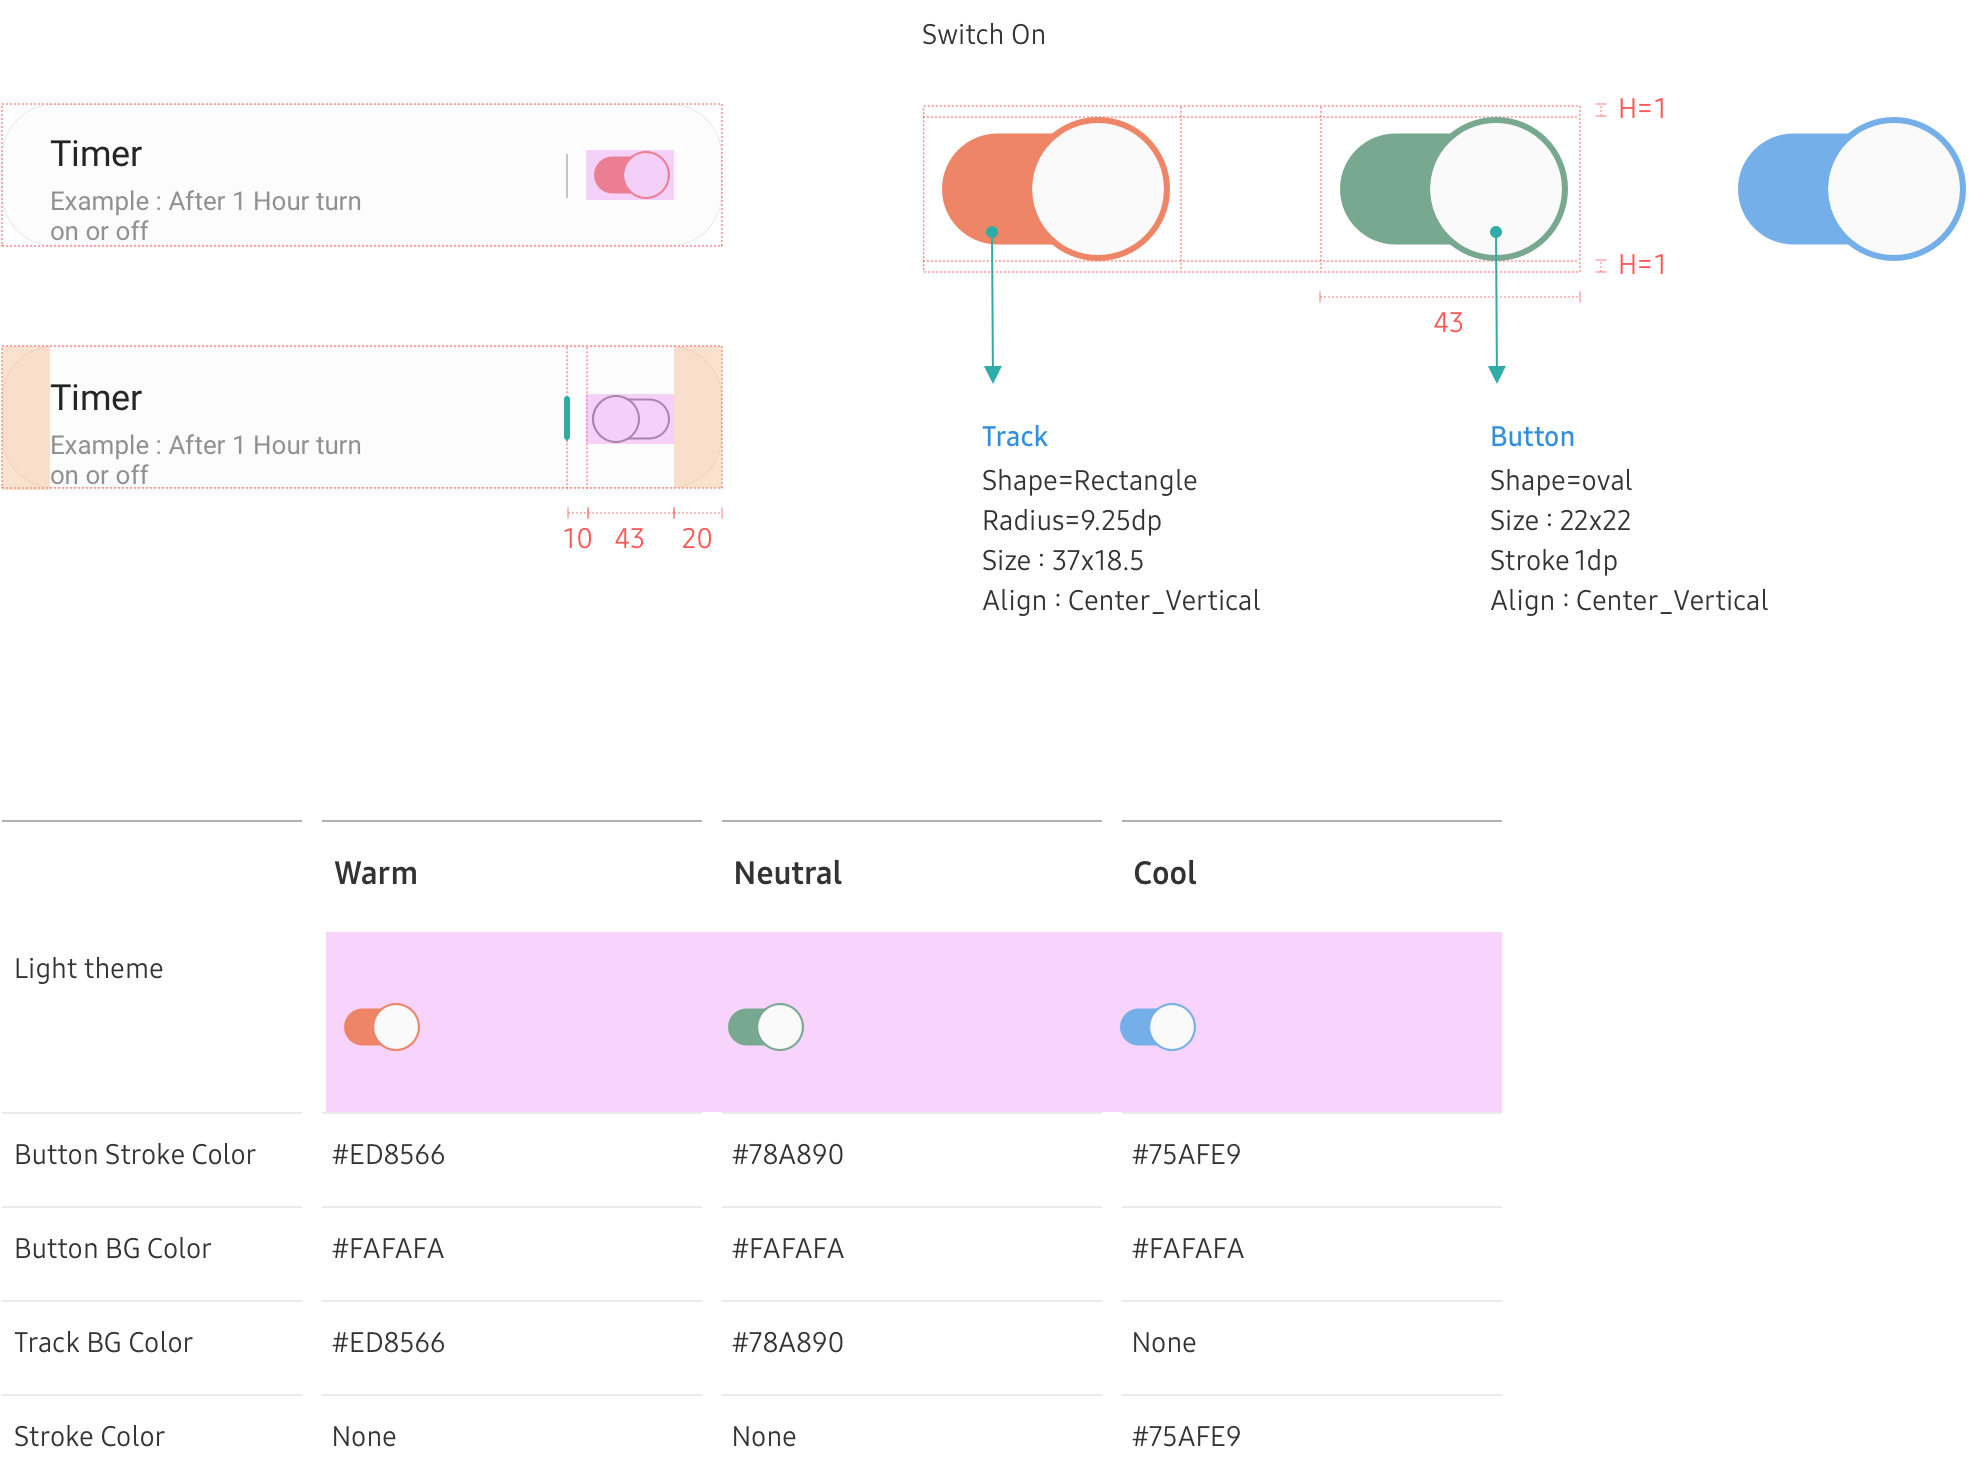 Switch On
Timer
Example : After 1 Hour turn
on or off
H=1
H=1
43
Timer
Example : After 1 Hour turn
on or off
10 43 20
Track
Shape=Rectangle
Radius=9.25dp
Size : 37x18.5
Align : Center_Vertical
Button
Shape=oval
Size : 22x22
Stroke 1dp
Align : Center_Vertical
Warm Neutral Cool
Light theme
Button Stroke Color #ED8566 #78A890 #75AFE9
Button BG Color #FAFAFA #FAFAFA #FAFAFA
Track BG Color #ED8566 #78A890 None
Stroke Color None None #75AFE9